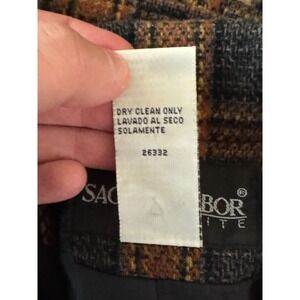 DRY CLEAN ONLY
LAVADO AL SECO
SOLAMENTE
26332